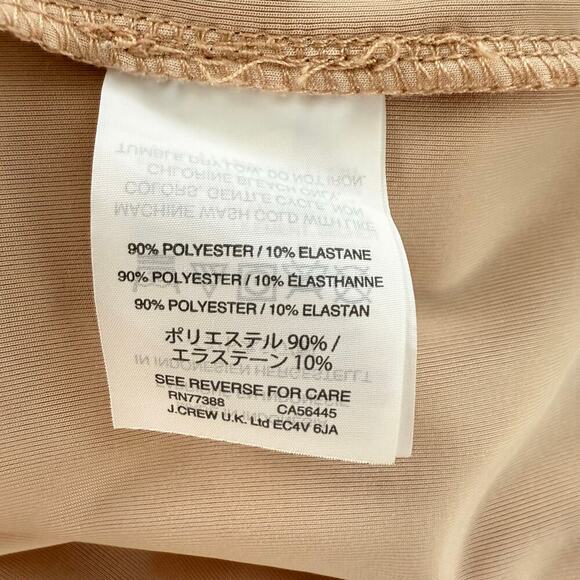 90% POLYESTER / 10% ELASTANE
90% POLYESTER / 10% ÉLASTHANNE
90% POLYESTER / 10% ELASTAN
ポリエステル 90% /
エラステーン 10%
SEE REVERSE FOR CARE
RN77388 CA56445
J.CREW U.K. Ltd EC4V 6JA